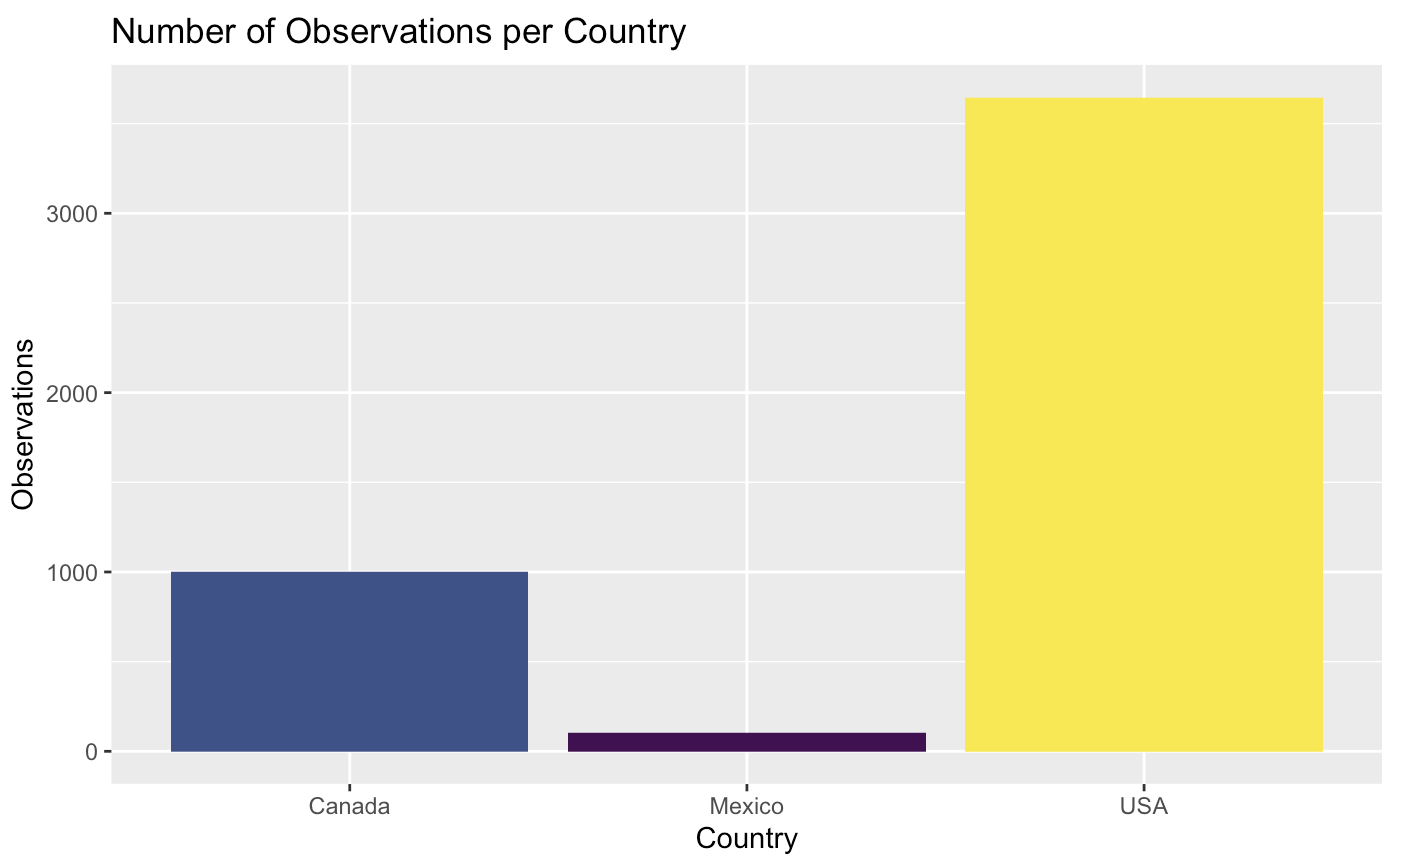 Number of Observations per Country
Observations
3000
2000
1000
0
Canada
Mexico
USA
Country